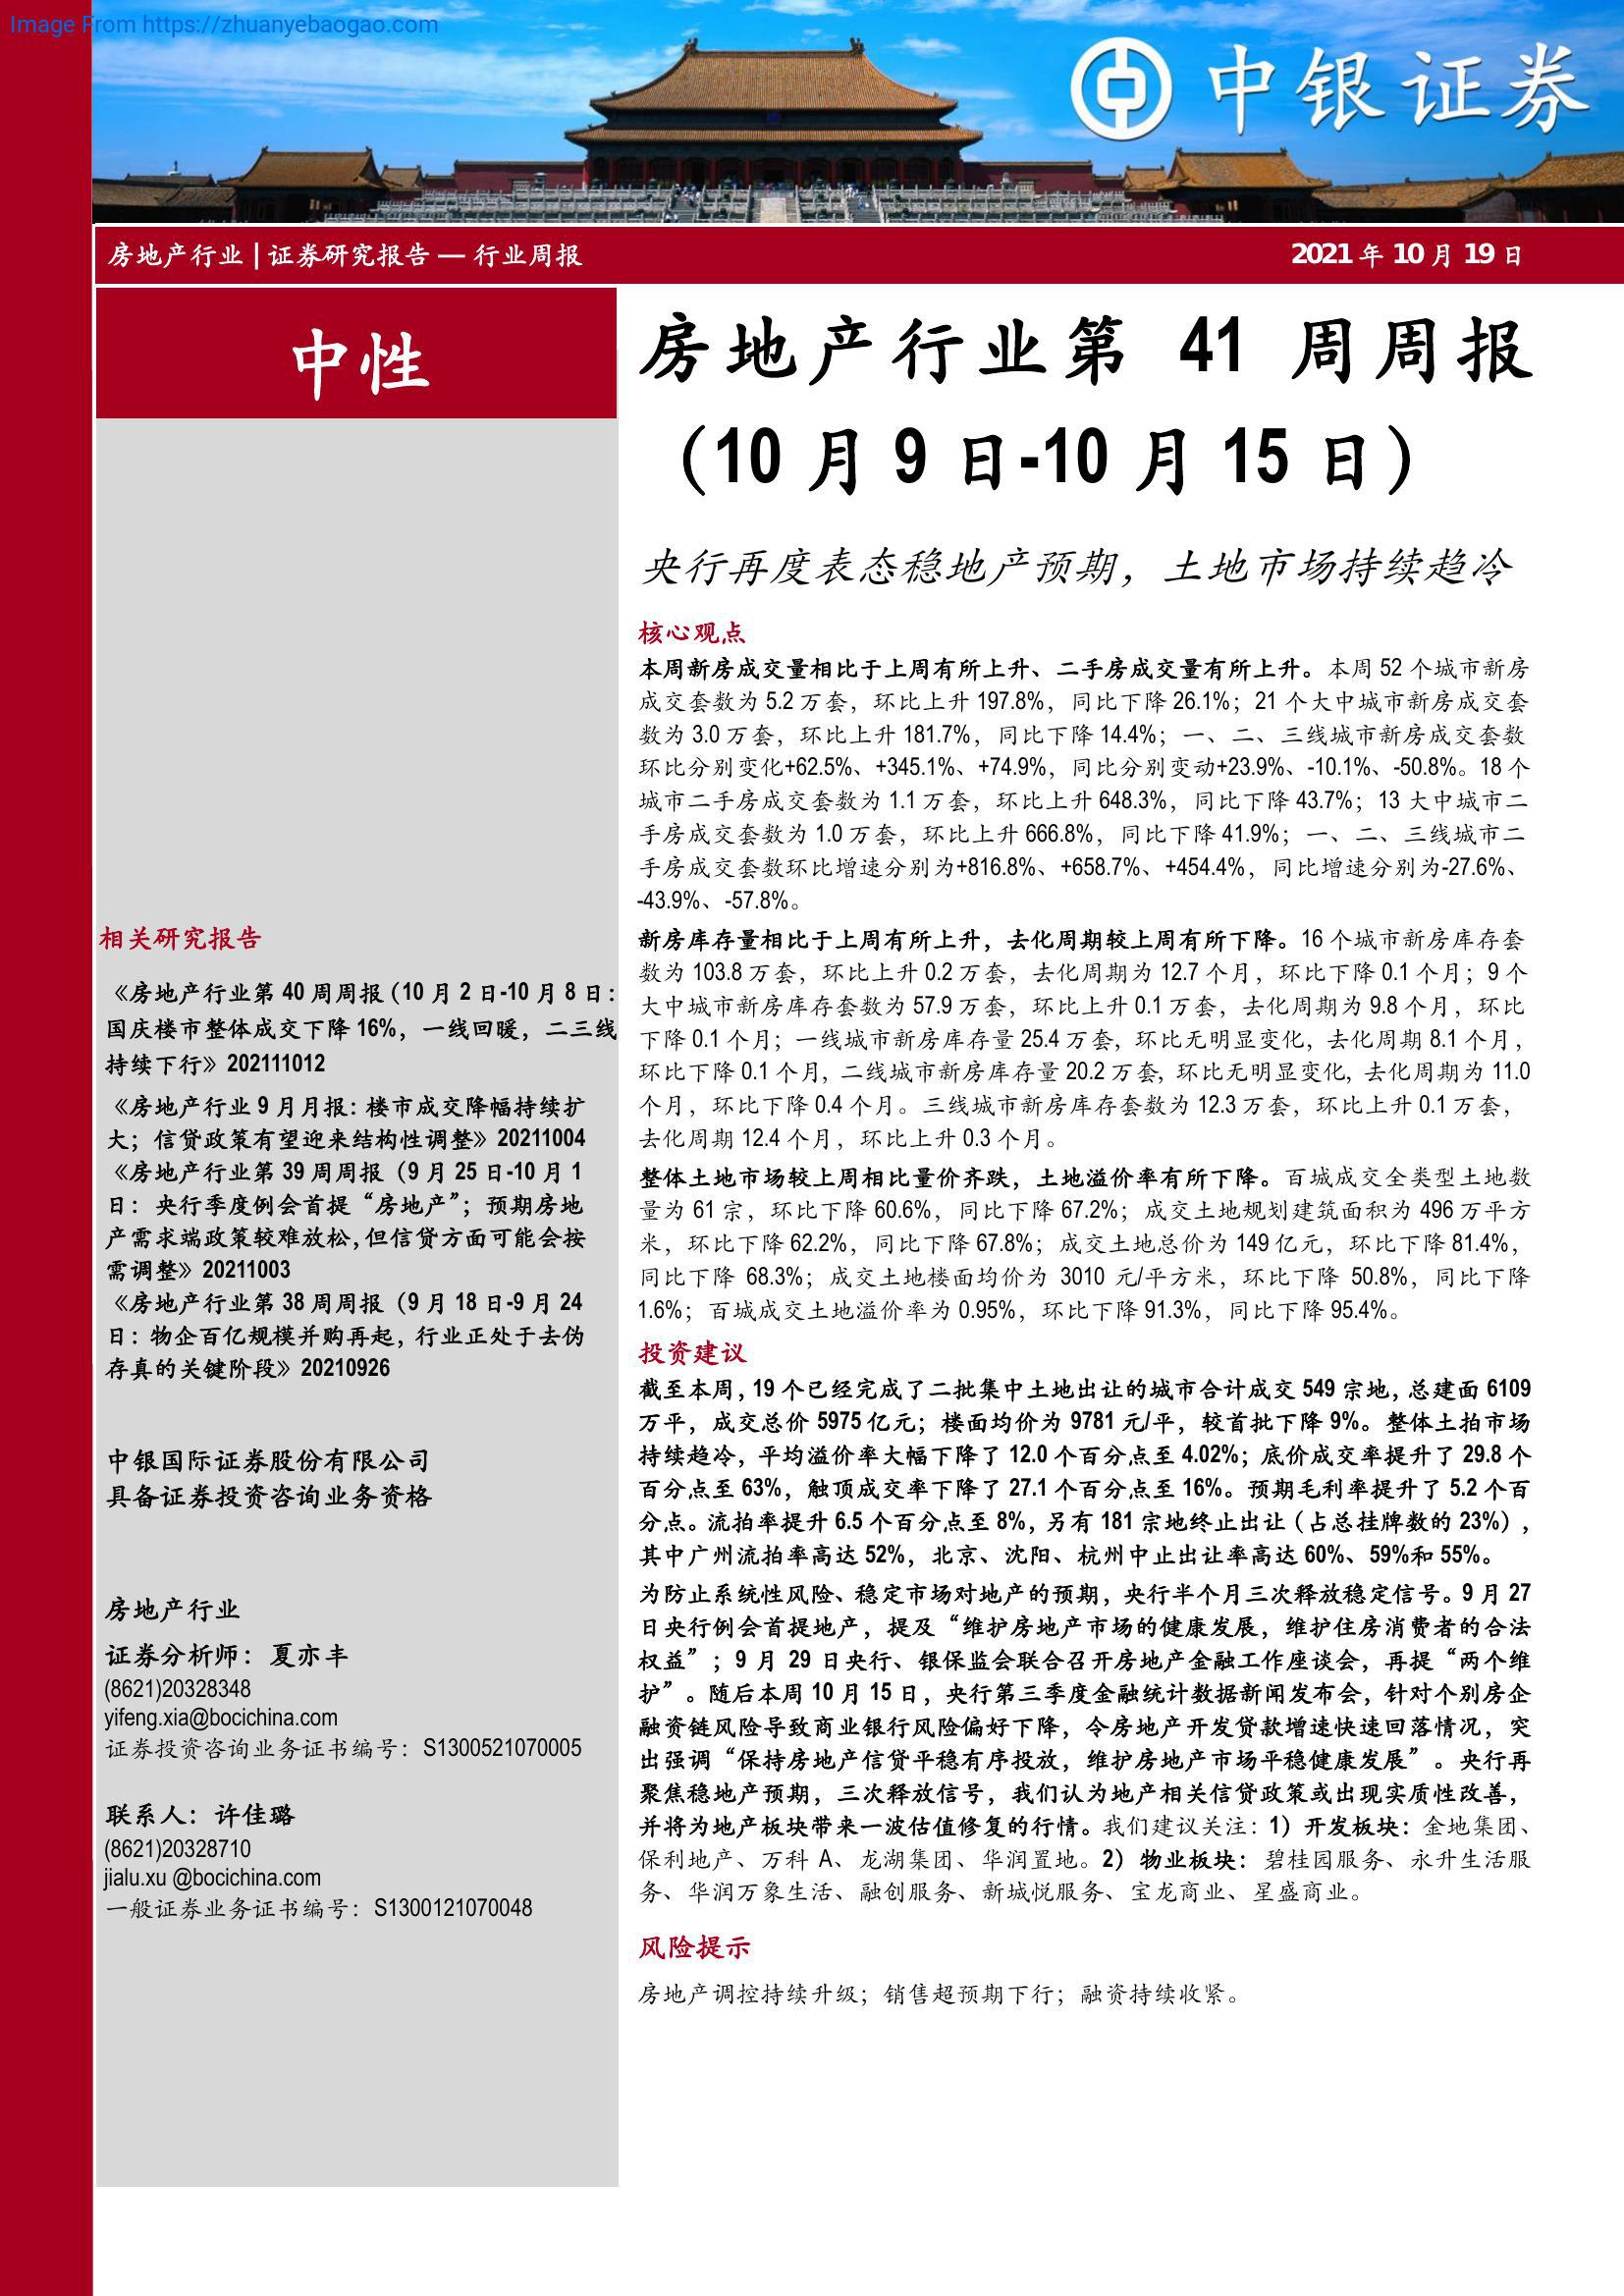 Image From https://zhuanyebaogao.com
中银证券
房地产行业 | 证券研究报告 — 行业周报
2021 年 10 月 19 日
中性
房地产行业第 41 周周报
（10 月 9 日-10 月 15 日）
央行再度表态稳地产预期，土地市场持续趋冷
核心观点
本周新房成交量相比于上周有所上升、二手房成交量有所上升。本周 52 个城市新房
成交套数为 5.2 万套，环比上升 197.8%，同比下降 26.1%；21 个大中城市新房成交套
数为 3.0 万套，环比上升 181.7%，同比下降 14.4%；一、二、三线城市新房成交套数
环比分别变化+62.5%、+345.1%、+74.9%，同比分别变动+23.9%、-10.1%、-50.8%。18 个
城市二手房成交套数为 1.1 万套，环比上升 648.3%，同比下降 43.7%；13 大中城市二
手房成交套数为 1.0 万套，环比上升 666.8%，同比下降 41.9%；一、二、三线城市二
手房成交套数环比增速分别为+816.8%、+658.7%、+454.4%，同比增速分别为-27.6%、
-43.9%、-57.8%。
新房库存量相比于上周有所上升，去化周期较上周有所下降。16 个城市新房库存套
数为 103.8 万套，环比上升 0.2 万套，去化周期为 12.7 个月，环比下降 0.1 个月；9 个
大中城市新房库存套数为 57.9 万套，环比上升 0.1 万套，去化周期为 9.8 个月，环比
下降 0.1 个月；一线城市新房库存量 25.4 万套，环比无明显变化，去化周期 8.1 个月，
环比下降 0.1 个月，二线城市新房库存量 20.2 万套，环比无明显变化，去化周期为 11.0
个月，环比下降 0.4 个月。三线城市新房库存套数为 12.3 万套，环比上升 0.1 万套，
去化周期 12.4 个月，环比上升 0.3 个月。
整体土地市场较上周相比量价齐跌，土地溢价率有所下降。百城成交全类型土地数
量为 61 宗，环比下降 60.6%，同比下降 67.2%；成交土地规划建筑面积为 496 万平方
米，环比下降 62.2%，同比下降 67.8%；成交土地总价为 149 亿元，环比下降 81.4%，
同比下降 68.3%；成交土地楼面均价为 3010 元/平方米，环比下降 50.8%，同比下降
1.6%；百城成交土地溢价率为 0.95%，环比下降 91.3%，同比下降 95.4%。
投资建议
截至本周，19 个已经完成了二批集中土地出让的城市合计成交 549 宗地，总建面 6109
万平，成交总价 5975 亿元；楼面均价为 9781 元/平，较首批下降 9%。整体土拍市场
持续趋冷，平均溢价率大幅下降了 12.0 个百分点至 4.02%；底价成交率提升了 29.8 个
百分点至 63%，触顶成交率下降了 27.1 个百分点至 16%。预期毛利率提升了 5.2 个百
分点。流拍率提升 6.5 个百分点至 8%，另有 181 宗地终止出让（占总挂牌数的 23%），
其中广州流拍率高达 52%，北京、沈阳、杭州中止出让率高达 60%、59%和 55%。
为防止系统性风险、稳定市场对地产的预期，央行半个月三次释放稳定信号。9 月 27
日央行例会首提地产，提及“维护房地产市场的健康发展，维护住房消费者的合法
权益”；9 月 29 日央行、银保监会联合召开房地产金融工作座谈会，再提“两个维
护”。随后本周 10 月 15 日，央行第三季度金融统计数据新闻发布会，针对个别房企
融资链风险导致商业银行风险偏好下降，令房地产开发贷款增速快速回落情况，突
出强调“保持房地产信贷平稳有序投放，维护房地产市场平稳健康发展”。央行再
聚焦稳地产预期，三次释放信号，我们认为地产相关信贷政策或出现实质性改善，
并将为地产板块带来一波估值修复的行情。我们建议关注：1）开发板块：金地集团、
保利地产、万科 A、龙湖集团、华润置地。2）物业板块：碧桂园服务、永升生活服
务、华润万象生活、融创服务、新城悦服务、宝龙商业、星盛商业。
风险提示
房地产调控持续升级；销售超预期下行；融资持续收紧。
相关研究报告
《房地产行业第 40 周周报（10 月 2 日-10 月 8 日：
国庆楼市整体成交下降 16%，一线回暖，二三线
持续下行》202111012
《房地产行业 9 月月报：楼市成交降幅持续扩
大；信贷政策有望迎来结构性调整》20211004
《房地产行业第 39 周周报（9 月 25 日-10 月 1
日：央行季度例会首提“房地产”；预期房地
产需求端政策较难放松，但信贷方面可能会按
需调整》20211003
《房地产行业第 38 周周报（9 月 18 日-9 月 24
日：物企百亿规模并购再起，行业正处于去伪
存真的关键阶段》20210926
中银国际证券股份有限公司
具备证券投资咨询业务资格
房地产行业
证券分析师：夏亦丰
(8621)20328348
yifeng.xia@bocichina.com
证券投资咨询业务证书编号：S1300521070005
联系人：许佳璐
(8621)20328710
jialu.xu @bocichina.com
一般证券业务证书编号：S1300121070048